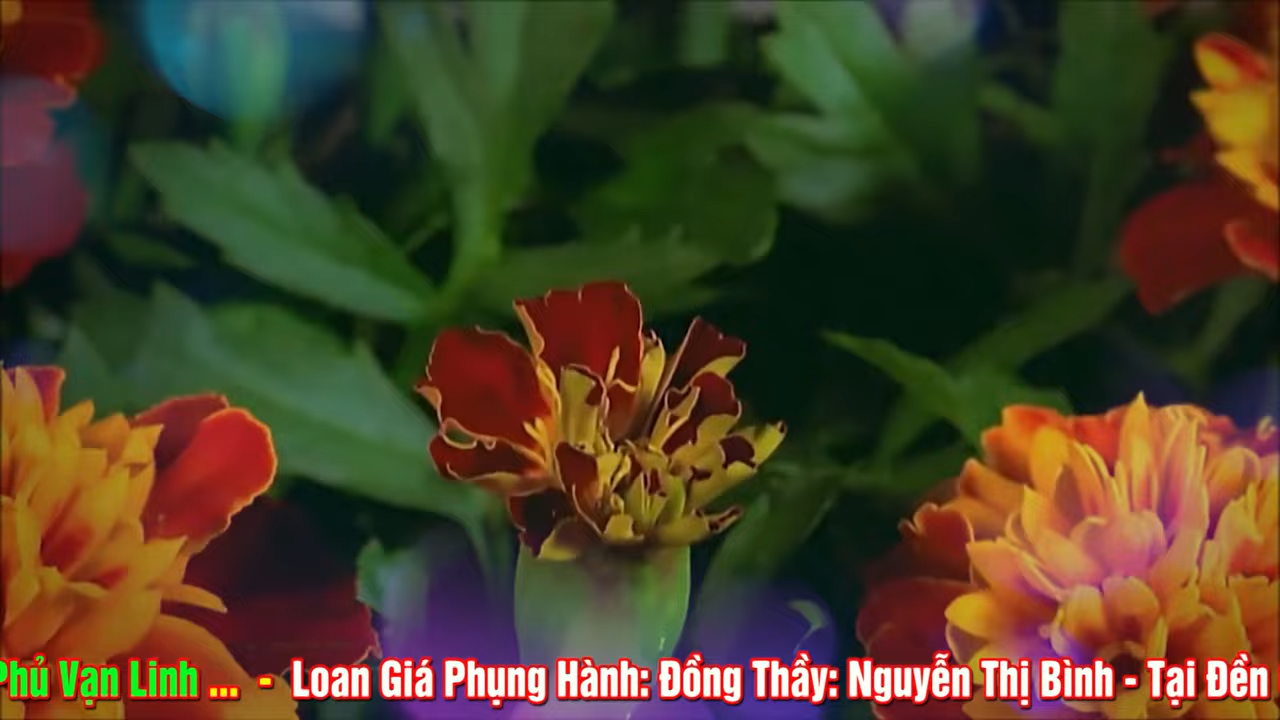 Phủ Vạn Linh ... - Loan Giá Phụng Hành: Đồng Thầy: Nguyễn Thị Bình - Tại Đền